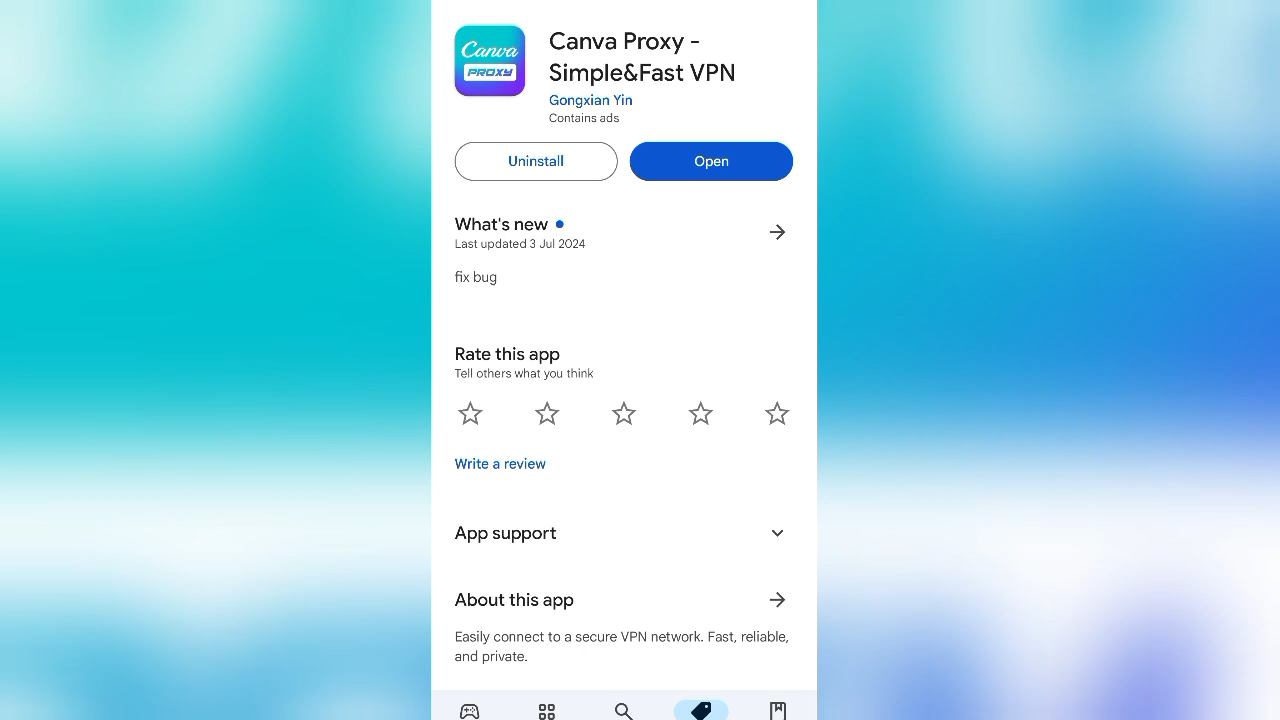 Canva
PROXY
Canva Proxy -
Simple&Fast VPN
Gongxian Yin
Contains ads
Uninstall
Open
What's new
Last updated 3 Jul 2024
fix bug
Rate this app
Tell others what you think
Write a review
App support
About this app
Easily connect to a secure VPN network. Fast, reliable,
and private.